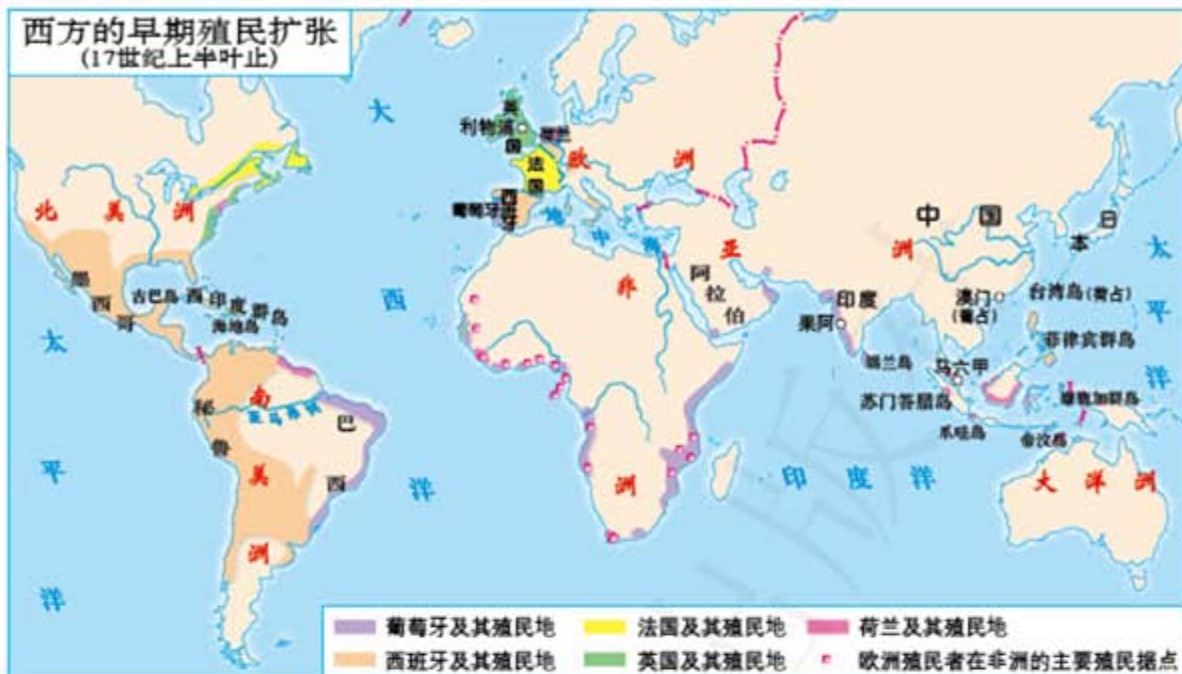 西方的早期殖民扩张
(17世纪上半叶止)
大
西
洋
英
国
利物浦
荷兰
法
国
欧
洲
北
美
洲
葡萄牙
西
班
牙
地
中
海
墨
西
哥
古巴岛
西
印
度
群
岛
海地岛
太
平
洋
非
洲
亚
洲
阿
拉
伯
中
国
日
本
印度
果阿
澳门
(葡占)
台湾岛(荷占)
菲律宾群岛
太
平
洋
锡兰岛
马六甲
苏门答腊岛
爪哇岛
帝汶岛
印
度
洋
大
洋
洲
南
美
洲
秘
鲁
亚马孙河
巴
西
葡萄牙及其殖民地
法国及其殖民地
荷兰及其殖民地
西班牙及其殖民地
英国及其殖民地
欧洲殖民者在非洲的主要殖民据点